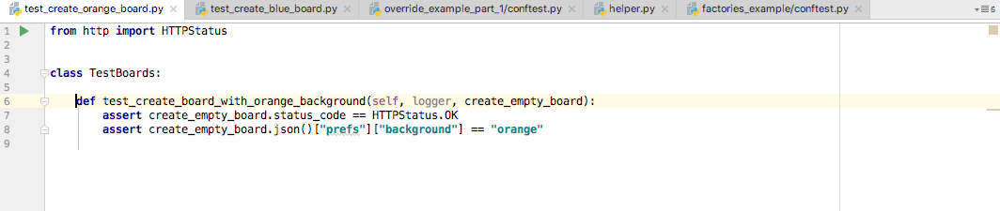 test_create_orange_board.py test_create_blue_board.py override_example_part_1/conftest.py helper.py factories_example/conftest.py 5
1 from http import HTTPStatus
2
3
4 class TestBoards:
5
6 def test_create_board_with_orange_background(self, logger, create_empty_board):
7 assert create_empty_board.status_code == HTTPStatus.OK
8 assert create_empty_board.json()["prefs"]["background"] == "orange"
9